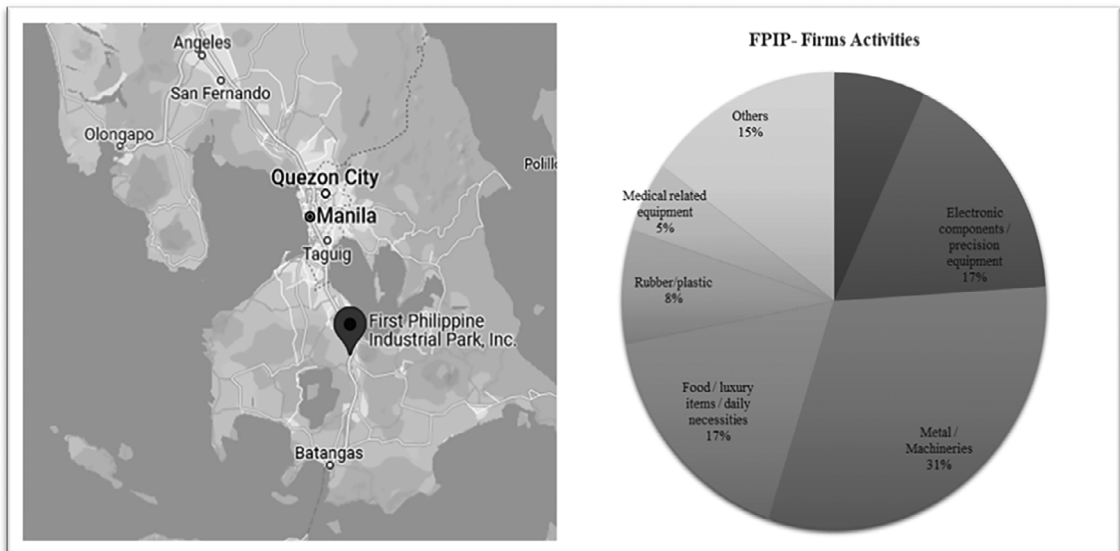 Angeles
San Fernando
Olongapo
Polillo
Quezon City
Manila
Taguig
First Philippine
Industrial Park, Inc.
Batangas
FPIP- Firms Activities
Others
15%
Medical related
equipment
5%
Electronic
components /
precision
equipment
17%
Rubber/plastic
8%
Food / luxury
items / daily
necessities
17%
Metal /
Machineries
31%